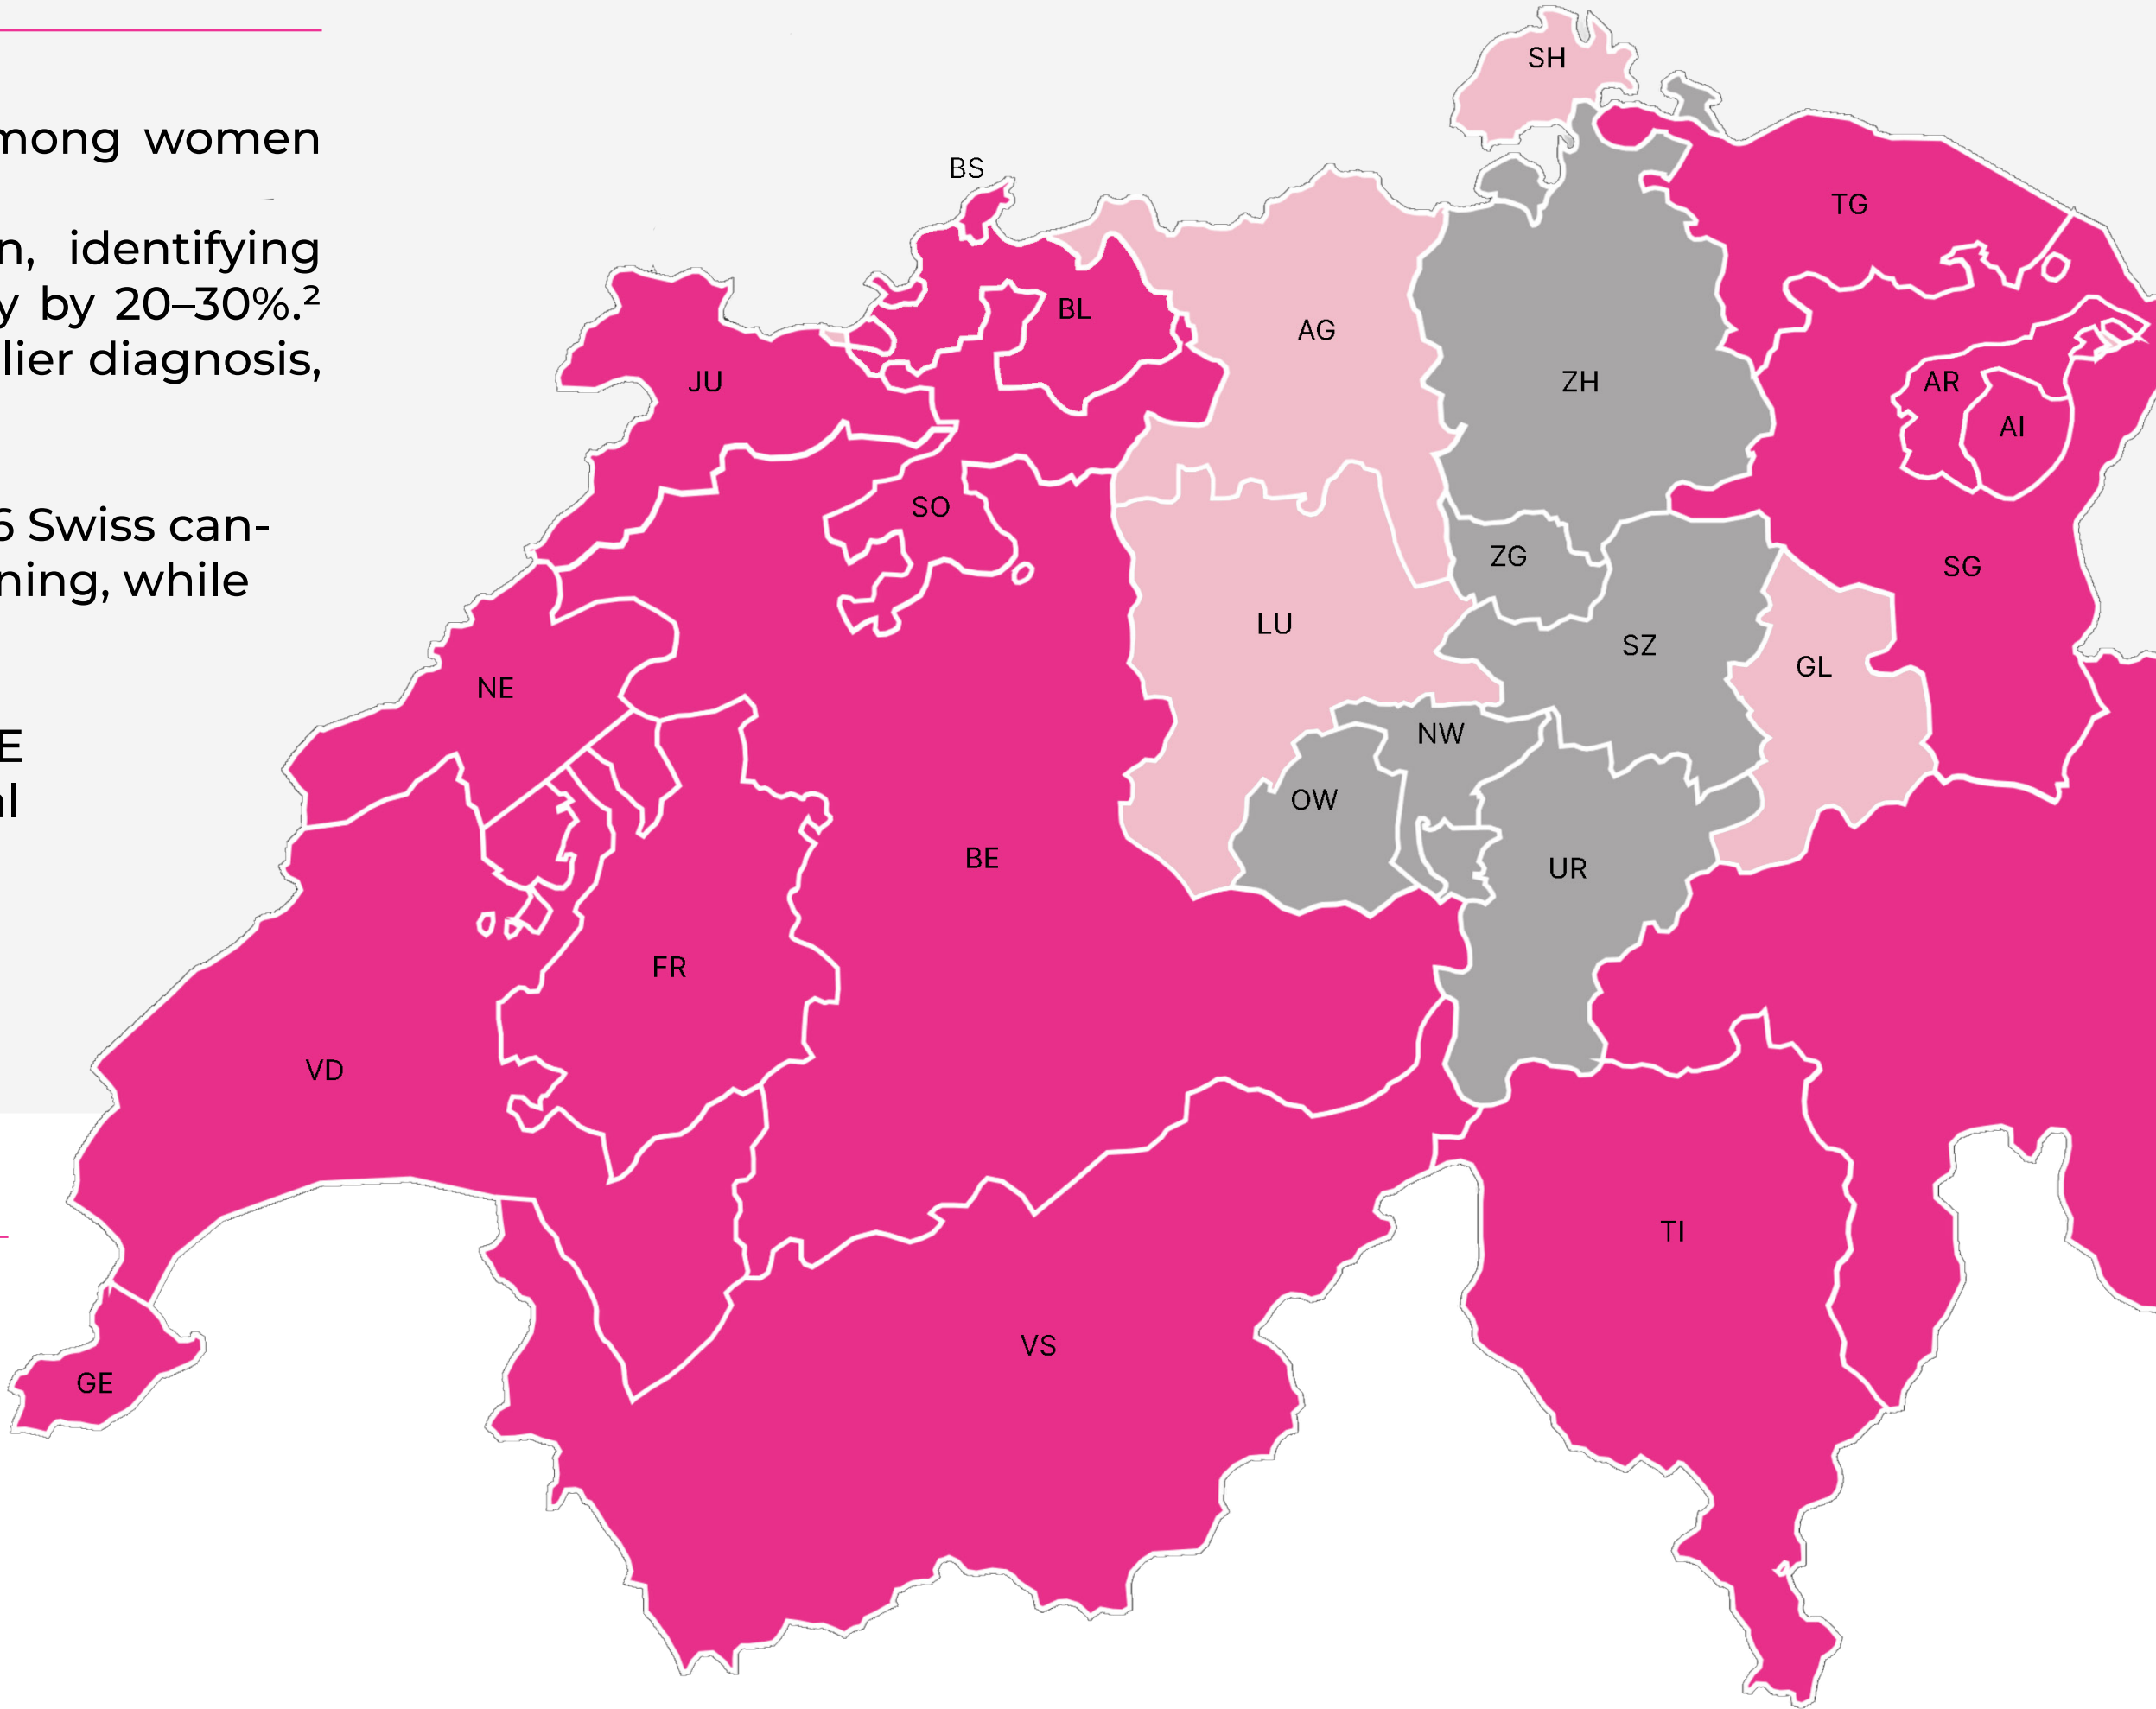 mong women
n, identifying
y by 20–30%.²
lier diagnosis,
6 Swiss can-
ning, while
E
al
SH
BS
TG
BL
AG
JU
ZH
AR
AI
SO
ZG
SG
LU
SZ
GL
NE
NW
OW
BE
UR
FR
VD
TI
VS
GE